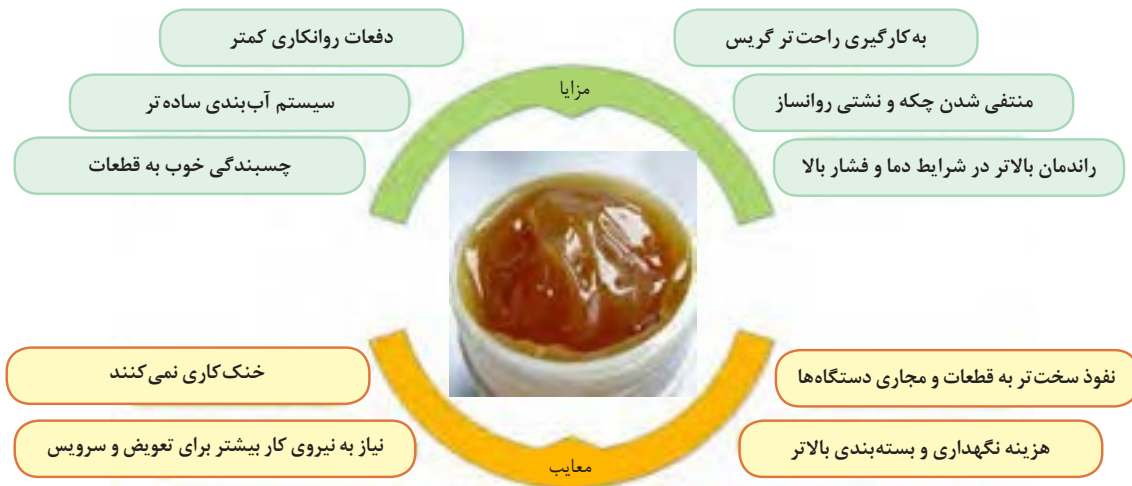 به‌کارگیری راحت‌تر گریس
دفعات روانکاری کمتر
مزایا
منتفی شدن چکه و نشتی روانساز
سیستم آب‌بندی ساده‌تر
راندمان بالاتر در شرایط دما و فشار بالا
چسبندگی خوب به قطعات
نفوذ سخت‌تر به قطعات و مجاری دستگاه‌ها
خنک‌کاری نمی‌کنند
هزینه نگهداری و بسته‌بندی بالاتر
نیاز به نیروی کار بیشتر برای تعویض و سرویس
معایب